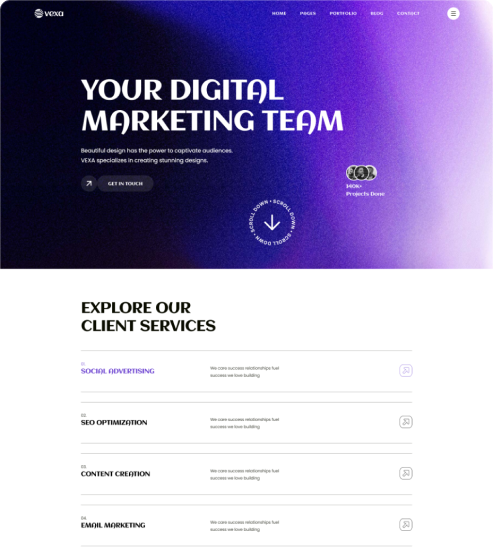 vexa
HOME PAGES PORTFOLIO BLOG CONTACT
YOUR DIGITAL
MARKETING TEAM
Beautiful design has the power to captivate audiences.
VEXA specializes in creating stunning designs.
GET IN TOUCH
140K+
Projects Done
SCROLL DOWN • SCROLL DOWN • SCROLL DOWN •
EXPLORE OUR
CLIENT SERVICES
01.
SOCIAL ADVERTISING
We care success relationships fuel
success we love building
02.
SEO OPTIMIZATION
We care success relationships fuel
success we love building
03.
CONTENT CREATION
We care success relationships fuel
success we love building
04.
EMAIL MARKETING
We care success relationships fuel
success we love building